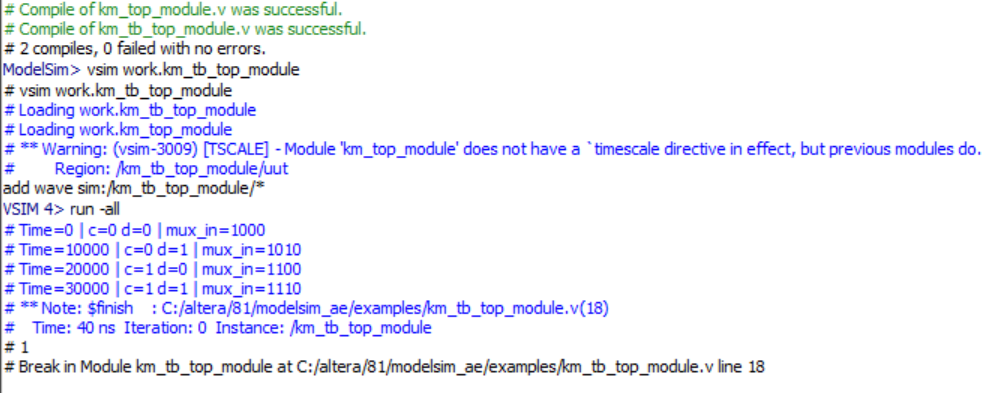 # Compile of km_top_module.v was successful.
# Compile of km_tb_top_module.v was successful.
# 2 compiles, 0 failed with no errors.
ModelSim> vsim work.km_tb_top_module
# vsim work.km_tb_top_module
# Loading work.km_tb_top_module
# Loading work.km_top_module
# ** Warning: (vsim-3009) [TSCALE] - Module 'km_top_module' does not have a `timescale directive in effect, but previous modules do.
#         Region: /km_tb_top_module/uut
add wave sim:/km_tb_top_module/*
VSIM 4> run -all
# Time=0 | c=0 d=0 | mux_in=1000
# Time=10000 | c=0 d=1 | mux_in=1010
# Time=20000 | c=1 d=0 | mux_in=1100
# Time=30000 | c=1 d=1 | mux_in=1110
# ** Note: $finish    : C:/altera/81/modelsim_ae/examples/km_tb_top_module.v(18)
#    Time: 40 ns  Iteration: 0  Instance: /km_tb_top_module
# 1
# Break in Module km_tb_top_module at C:/altera/81/modelsim_ae/examples/km_tb_top_module.v line 18